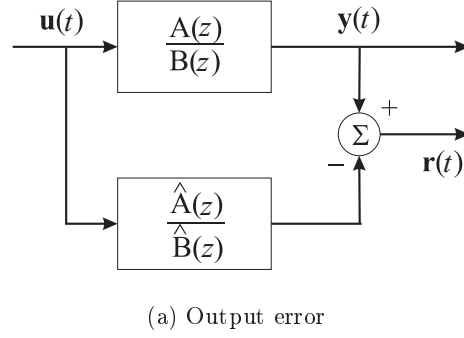 u(t)
A(z)
B(z)
y(t)
+
Σ
−
r(t)
Â(z)
B̂(z)
(a) Output error